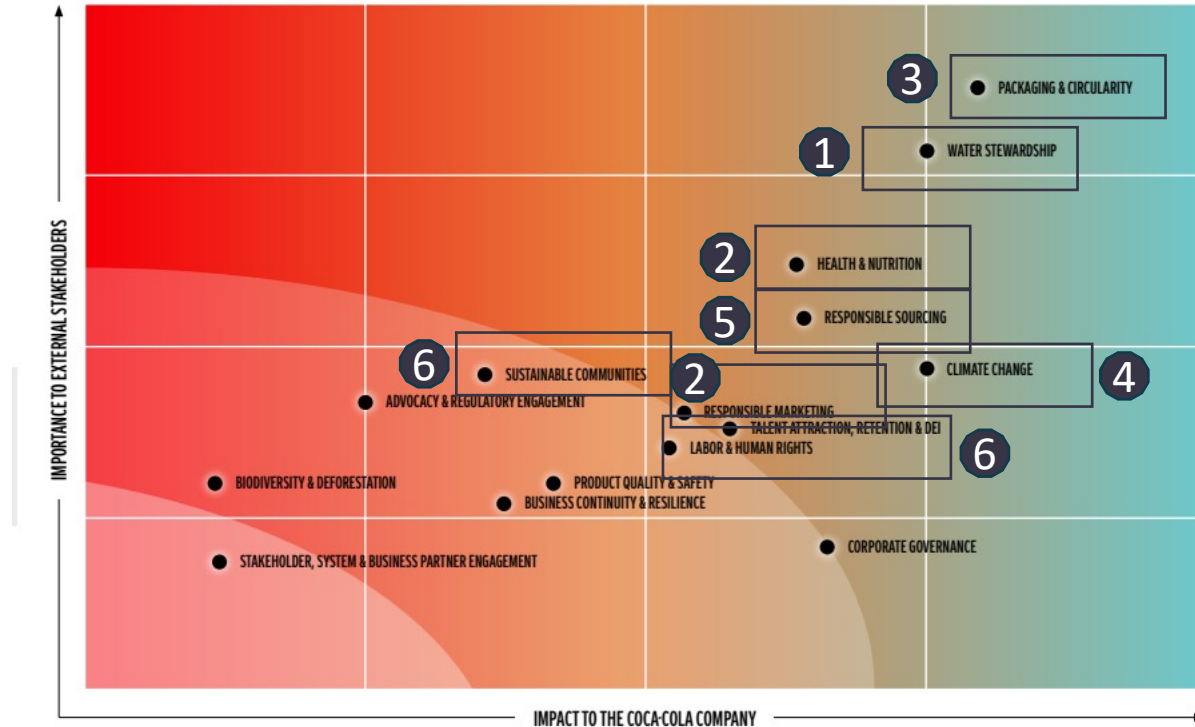 3
PACKAGING & CIRCULARITY
1
WATER STEWARDSHIP
2
HEALTH & NUTRITION
5
RESPONSIBLE SOURCING
6
SUSTAINABLE COMMUNITIES
2
CLIMATE CHANGE
4
ADVOCACY & REGULATORY ENGAGEMENT
RESPONSIBLE MARKETING
TALENT ATTRACTION, RETENTION & DEI
LABOR & HUMAN RIGHTS
6
BIODIVERSITY & DEFORESTATION
PRODUCT QUALITY & SAFETY
BUSINESS CONTINUITY & RESILIENCE
CORPORATE GOVERNANCE
STAKEHOLDER, SYSTEM & BUSINESS PARTNER ENGAGEMENT
IMPORTANCE TO EXTERNAL STAKEHOLDERS
IMPACT TO THE COCA-COLA COMPANY